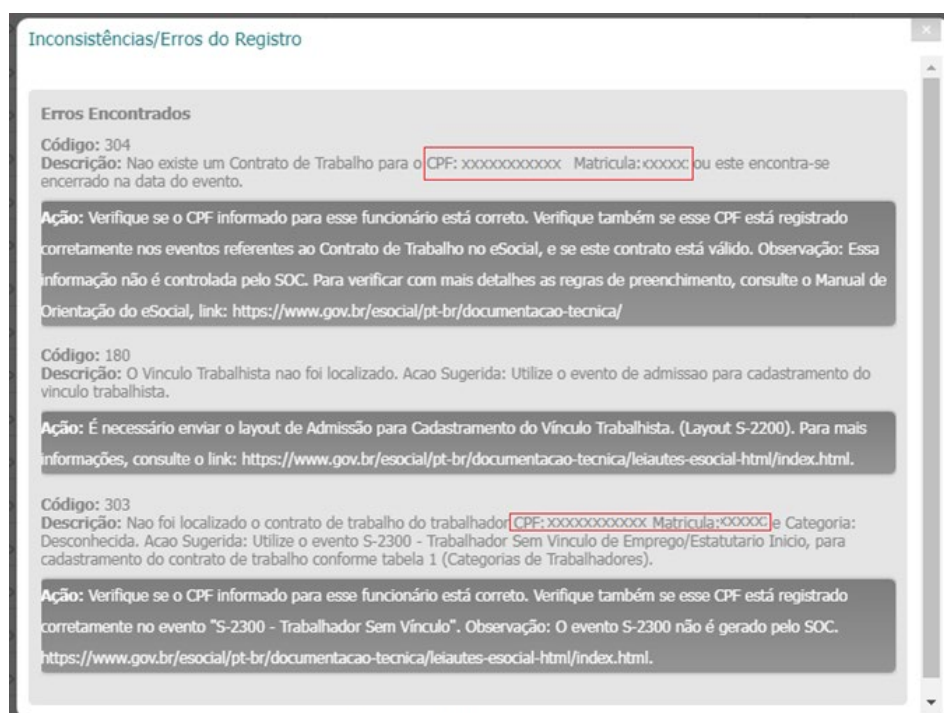 Inconsistências/Erros do Registro
×
Erros Encontrados
Código: 304
Descrição: Nao existe um Contrato de Trabalho para o CPF: xxxxxxxxxxx Matricula: xxxxx ou este encontra-se
encerrado na data do evento.
Ação: Verifique se o CPF informado para esse funcionário está correto. Verifique também se esse CPF está registrado
corretamente nos eventos referentes ao Contrato de Trabalho no eSocial, e se este contrato está válido. Observação: Essa
informação não é controlada pelo SOC. Para verificar com mais detalhes as regras de preenchimento, consulte o Manual de
Orientação do eSocial, link: https://www.gov.br/esocial/pt-br/documentacao-tecnica/
Código: 180
Descrição: O Vinculo Trabalhista nao foi localizado. Acao Sugerida: Utilize o evento de admissao para cadastramento do
vinculo trabalhista.
Ação: É necessário enviar o layout de Admissão para Cadastramento do Vínculo Trabalhista. (Layout S-2200). Para mais
informações, consulte o link: https://www.gov.br/esocial/pt-br/documentacao-tecnica/leiautes-esocial-html/index.html.
Código: 303
Descrição: Nao foi localizado o contrato de trabalho do trabalhador CPF: XXXXXXXXXXX Matricula: XXXXX e Categoria:
Desconhecida. Acao Sugerida: Utilize o evento S-2300 - Trabalhador Sem Vinculo de Emprego/Estatutario Inicio, para
cadastramento do contrato de trabalho conforme tabela 1 (Categorias de Trabalhadores).
Ação: Verifique se o CPF informado para esse funcionário está correto. Verifique também se esse CPF está registrado
corretamente no evento "S-2300 - Trabalhador Sem Vínculo". Observação: O evento S-2300 não é gerado pelo SOC.
https://www.gov.br/esocial/pt-br/documentacao-tecnica/leiautes-esocial-html/index.html.